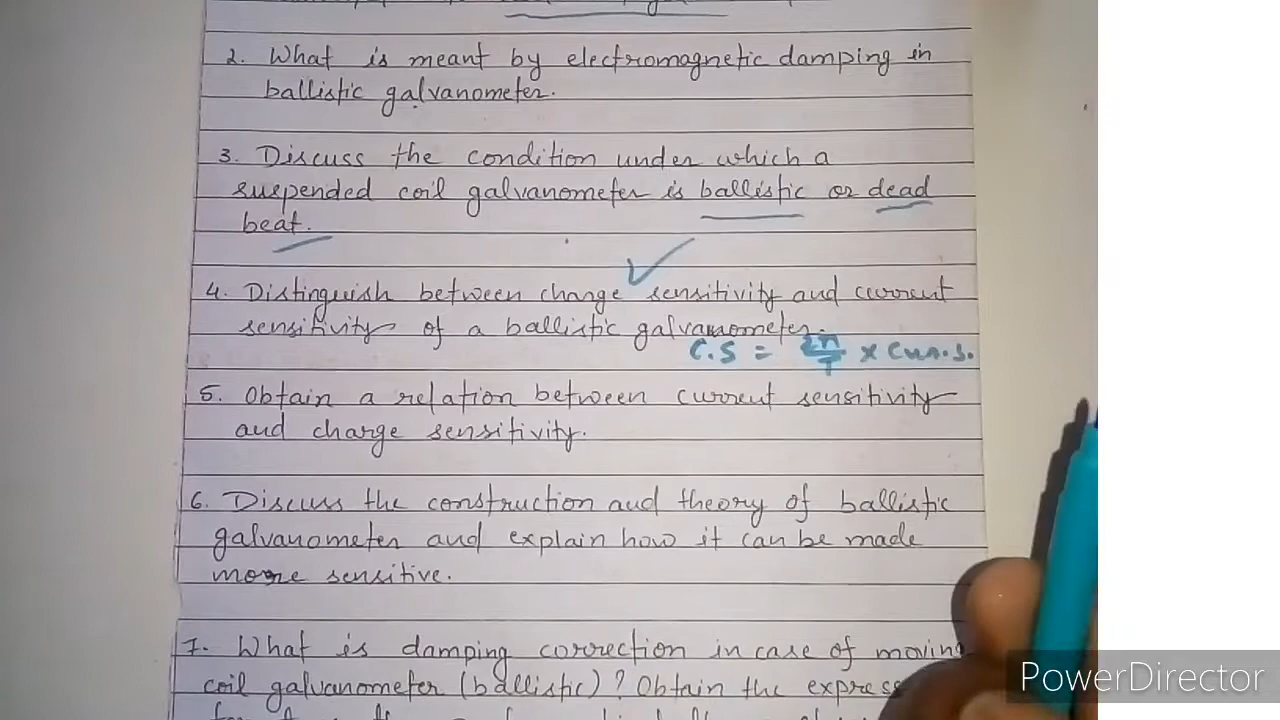 2. What is meant by electromagnetic damping in
ballistic galvanometer.
3. Discuss the condition under which a
suspended coil galvanometer is ballistic or dead
beat.
4. Distinguish between charge sensitivity and current
sensitivity of a ballistic galvanometer.
C.S = 2π/T × Curr.S.
5. Obtain a relation between current sensitivity
and charge sensitivity.
6. Discuss the construction and theory of ballistic
galvanometer and explain how it can be made
more sensitive.
7. What is damping correction in case of moving
coil galvanometer (ballistic)? Obtain the express
PowerDirector